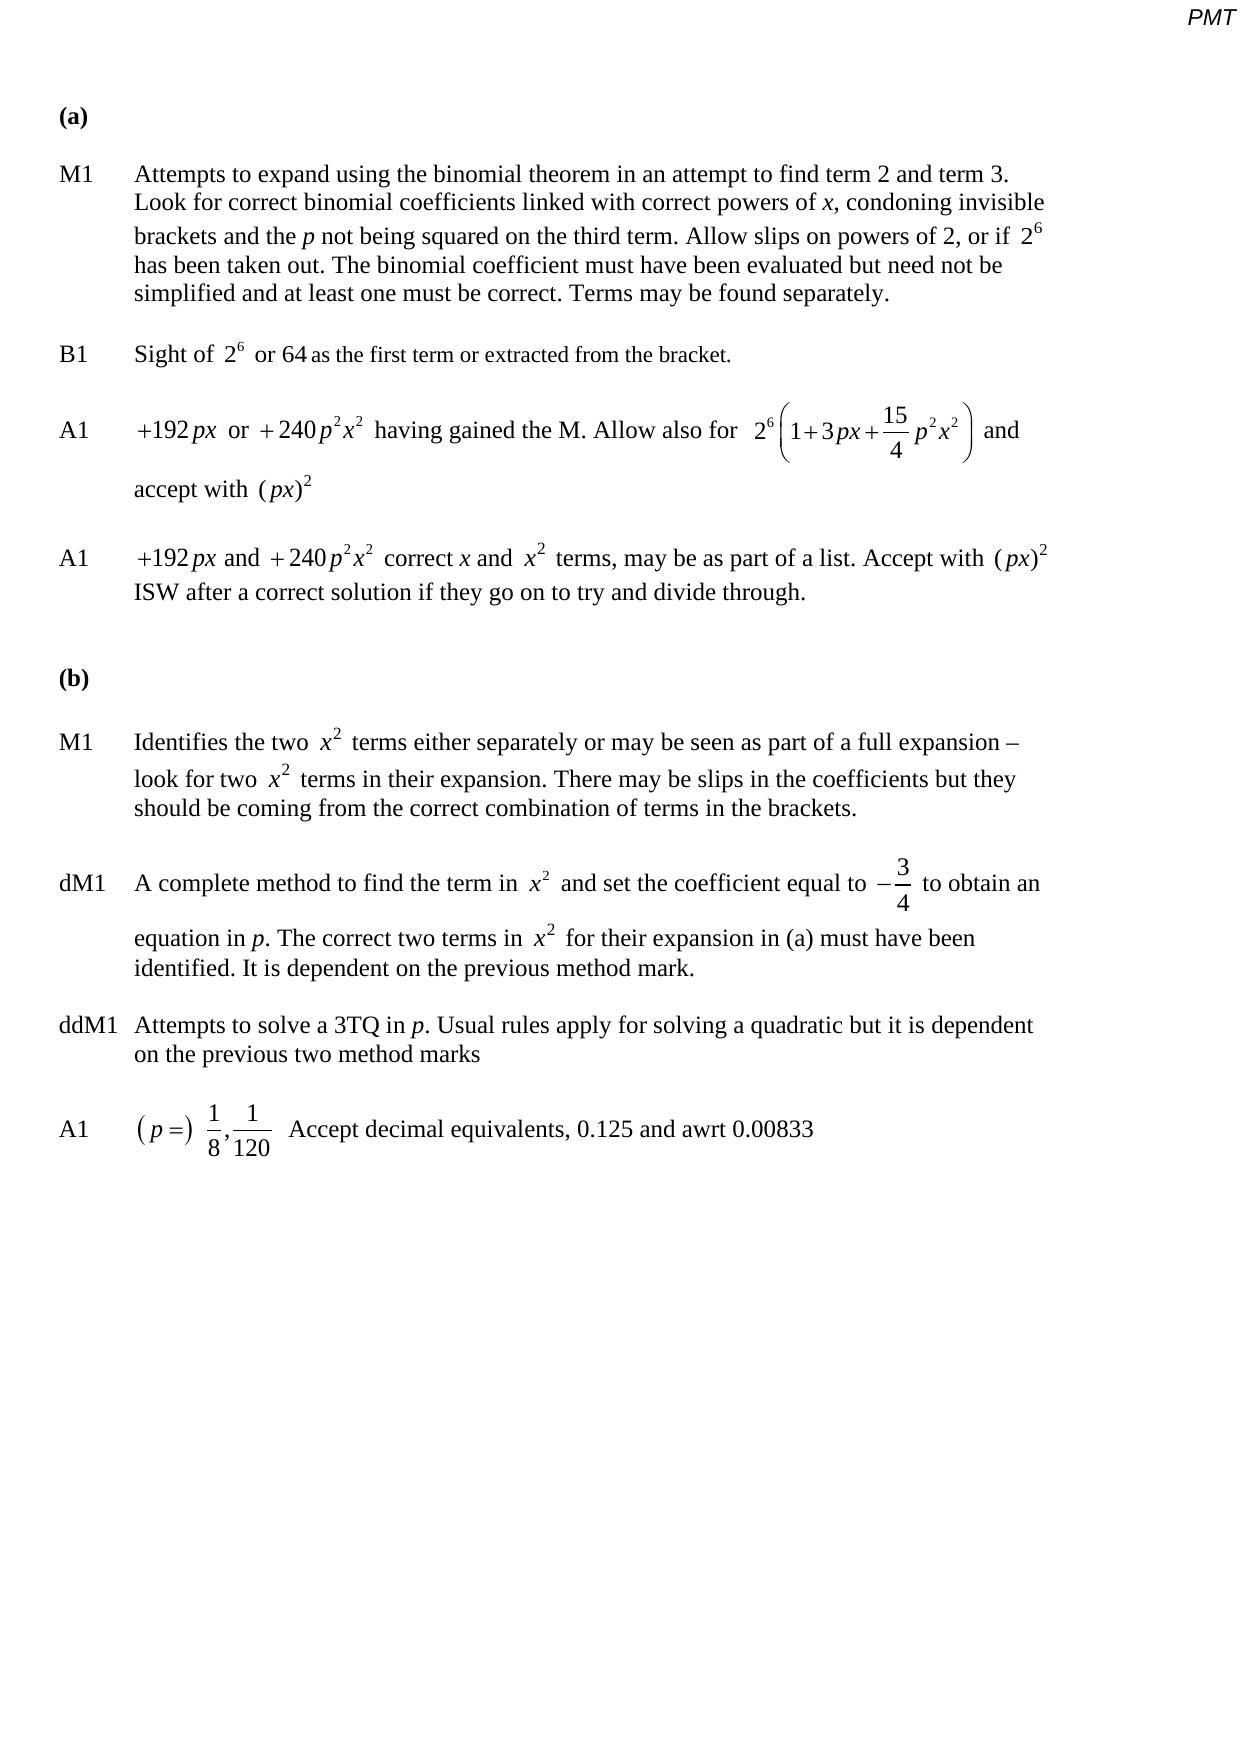 PMT
(a)
M1 Attempts to expand using the binomial theorem in an attempt to find term 2 and term 3.
Look for correct binomial coefficients linked with correct powers of x, condoning invisible
brackets and the p not being squared on the third term. Allow slips on powers of 2, or if 2^6
has been taken out. The binomial coefficient must have been evaluated but need not be
simplified and at least one must be correct. Terms may be found separately.
B1 Sight of 2^6 or 64 as the first term or extracted from the bracket.
A1 +192px or +240p^2x^2 having gained the M. Allow also for 2^6(1+3px+15/4 p^2x^2) and
accept with (px)^2
A1 +192px and +240p^2x^2 correct x and x^2 terms, may be as part of a list. Accept with (px)^2
ISW after a correct solution if they go on to try and divide through.
(b)
M1 Identifies the two x^2 terms either separately or may be seen as part of a full expansion –
look for two x^2 terms in their expansion. There may be slips in the coefficients but they
should be coming from the correct combination of terms in the brackets.
dM1 A complete method to find the term in x^2 and set the coefficient equal to −3/4 to obtain an
equation in p. The correct two terms in x^2 for their expansion in (a) must have been
identified. It is dependent on the previous method mark.
ddM1 Attempts to solve a 3TQ in p. Usual rules apply for solving a quadratic but it is dependent
on the previous two method marks
A1 (p =) 1/8, 1/120 Accept decimal equivalents, 0.125 and awrt 0.00833